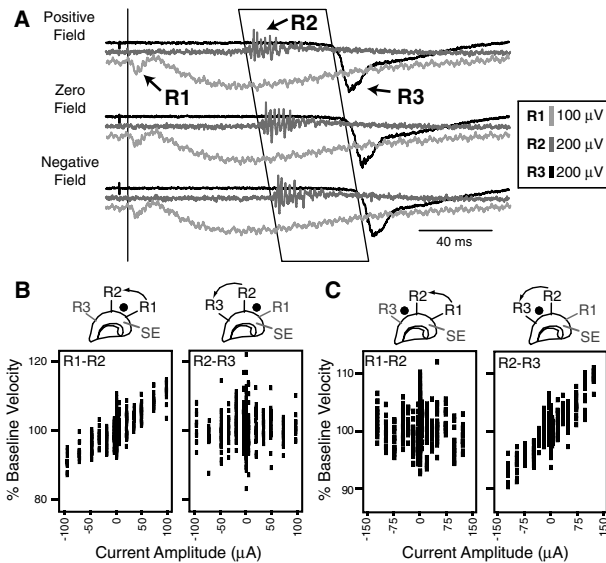 A
Positive Field
R2
R1
R3
Zero Field
Negative Field
R1 100 µV
R2 200 µV
R3 200 µV
40 ms
B
R2
R3
R1
SE
R2
R3
R1
SE
C
R2
R3
R1
SE
R2
R3
R1
SE
% Baseline Velocity
120
100
80
R1-R2
R2-R3
-100
-50
0
50
100
-100
-50
0
50
100
Current Amplitude (µA)
% Baseline Velocity
110
100
90
R1-R2
R2-R3
-150
-75
0
75
150
-150
-75
0
75
150
Current Amplitude (µA)